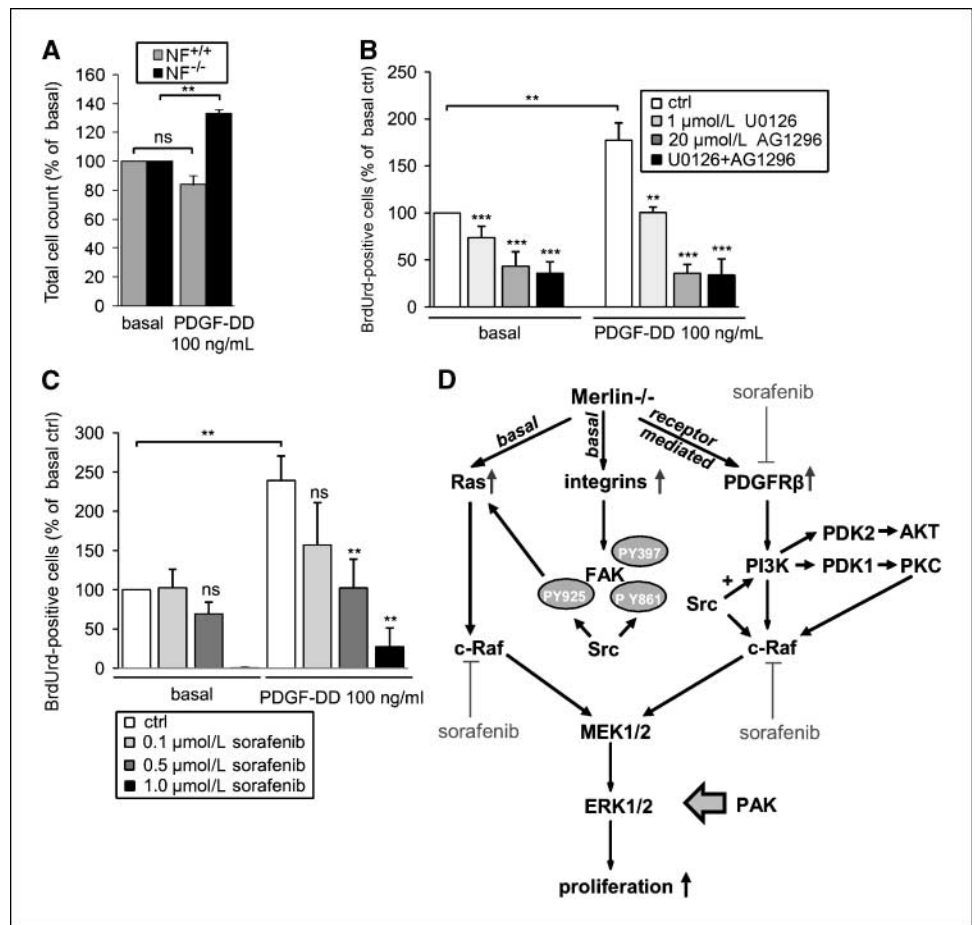 A
NF+/+
NF-/-
Total cell count (% of basal)
160
140
120
100
80
60
40
20
0
ns
**
basal
PDGF-DD
100 ng/mL
B
BrdUrd-positive cells (% of basal ctrl)
250
200
150
100
50
0
**
ctrl
1 µmol/L U0126
20 µmol/L AG1296
U0126+AG1296
***
***
***
**
***
***
basal
PDGF-DD 100 ng/mL
C
BrdUrd-positive cells (% of basal ctrl)
300
250
200
150
100
50
0
**
ns
ns
**
**
basal
PDGF-DD 100 ng/ml
ctrl
0.1 µmol/L sorafenib
0.5 µmol/L sorafenib
1.0 µmol/L sorafenib
D
Merlin-/-
sorafenib
basal
basal
receptor
mediated
Ras
integrins
PDGFRβ
PY397
FAK
PY925
P Y861
Src
PDK2
AKT
PI3K
PDK1
PKC
+
Src
c-Raf
c-Raf
sorafenib
sorafenib
MEK1/2
ERK1/2
PAK
proliferation